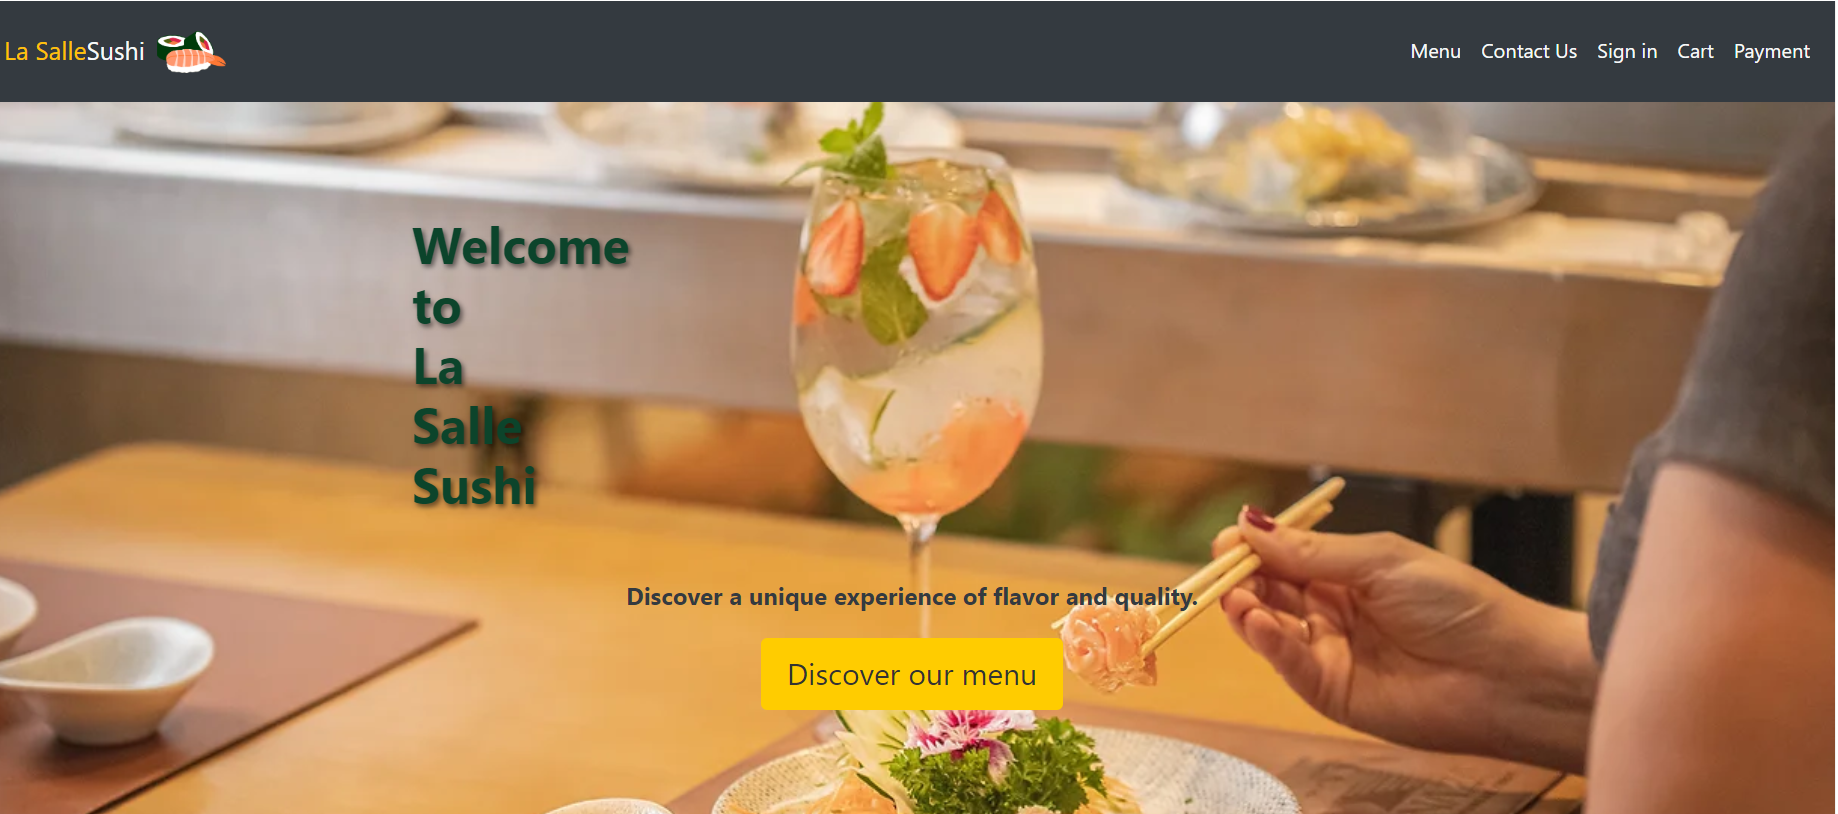 La SalleSushi
Menu Contact Us Sign in Cart Payment
Welcome
to
La
Salle
Sushi
Discover a unique experience of flavor and quality.
Discover our menu